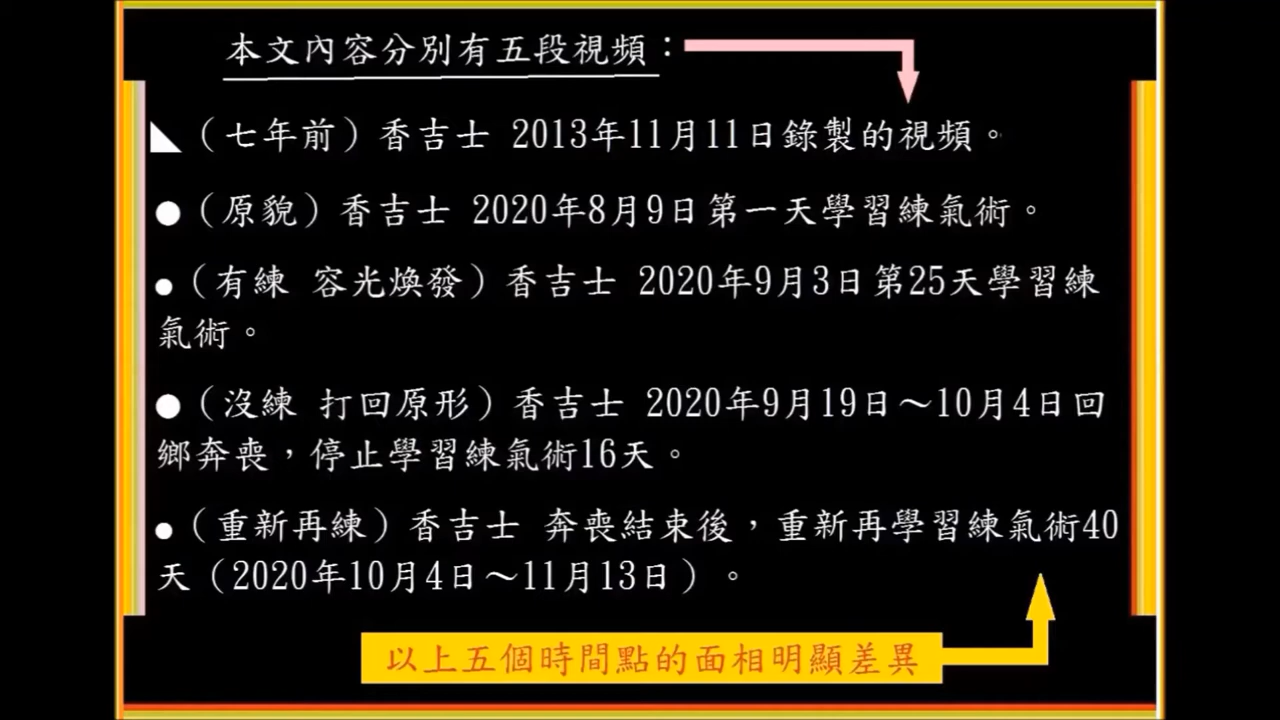 本文內容分別有五段視頻：
（七年前）香吉士 2013年11月11日錄製的視頻。
●（原貌）香吉士 2020年8月9日第一天學習練氣術。
●（有練 容光煥發）香吉士 2020年9月3日第25天學習練
氣術。
●（沒練 打回原形）香吉士 2020年9月19日～10月4日回
鄉奔喪，停止學習練氣術16天。
●（重新再練）香吉士 奔喪結束後，重新再學習練氣術40
天（2020年10月4日～11月13日）。
以上五個時間點的面相明顯差異